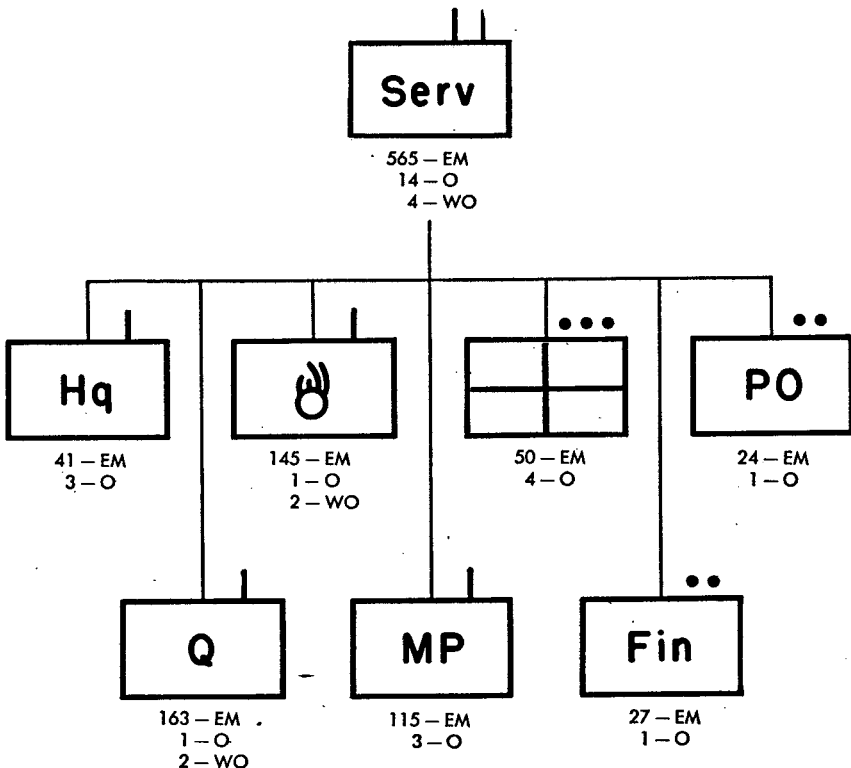 Serv
565 — EM
14 — O
4 — WO
Hq
41 — EM
3 — O
145 — EM
1 — O
2 — WO
50 — EM
4 — O
PO
24 — EM
1 — O
Q
163 — EM
1 — O
2 — WO
MP
115 — EM
3 — O
Fin
27 — EM
1 — O